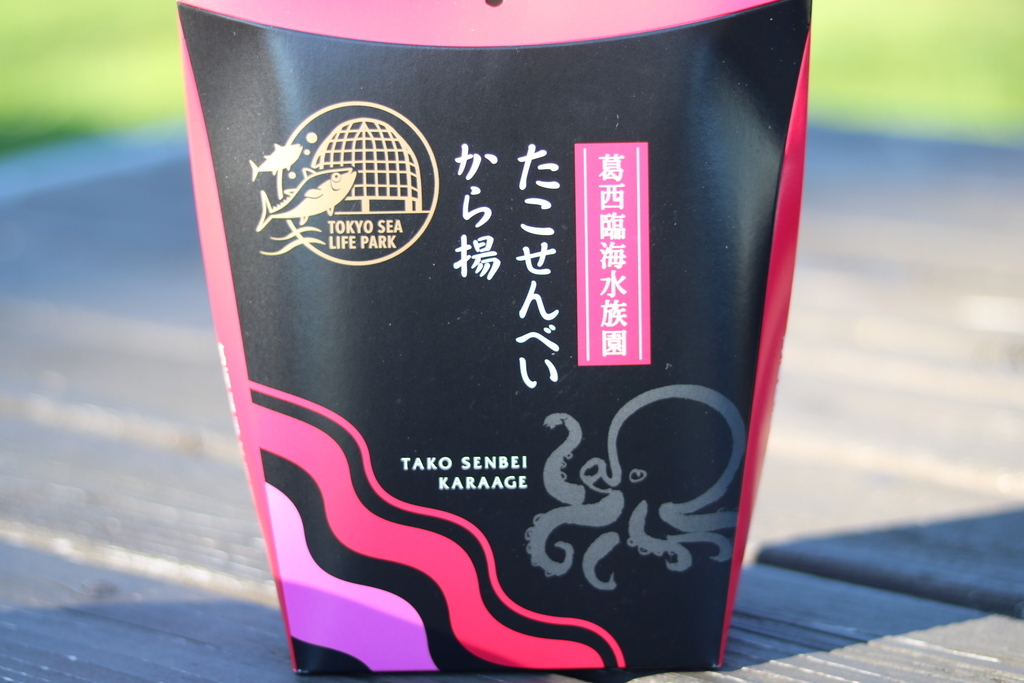 葛西臨海水族園
たこせんべい
から揚
TOKYO SEA
LIFE PARK
TAKO SENBEI
KARAAGE